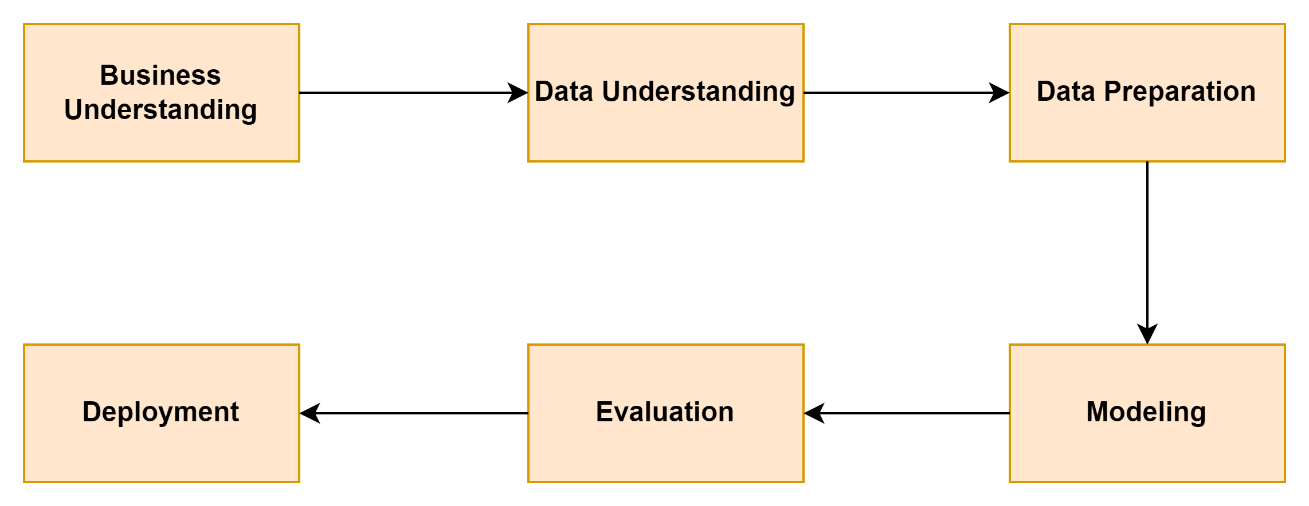 Business
Understanding
Data Understanding
Data Preparation
Deployment
Evaluation
Modeling